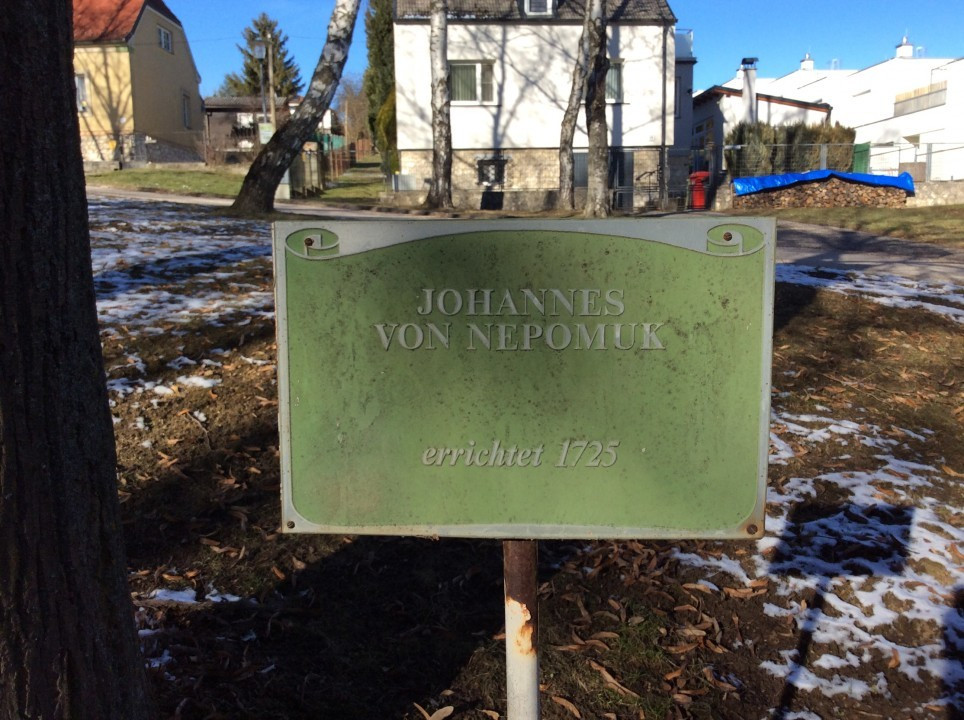 JOHANNES
VON NEPOMUK
errichtet 1725